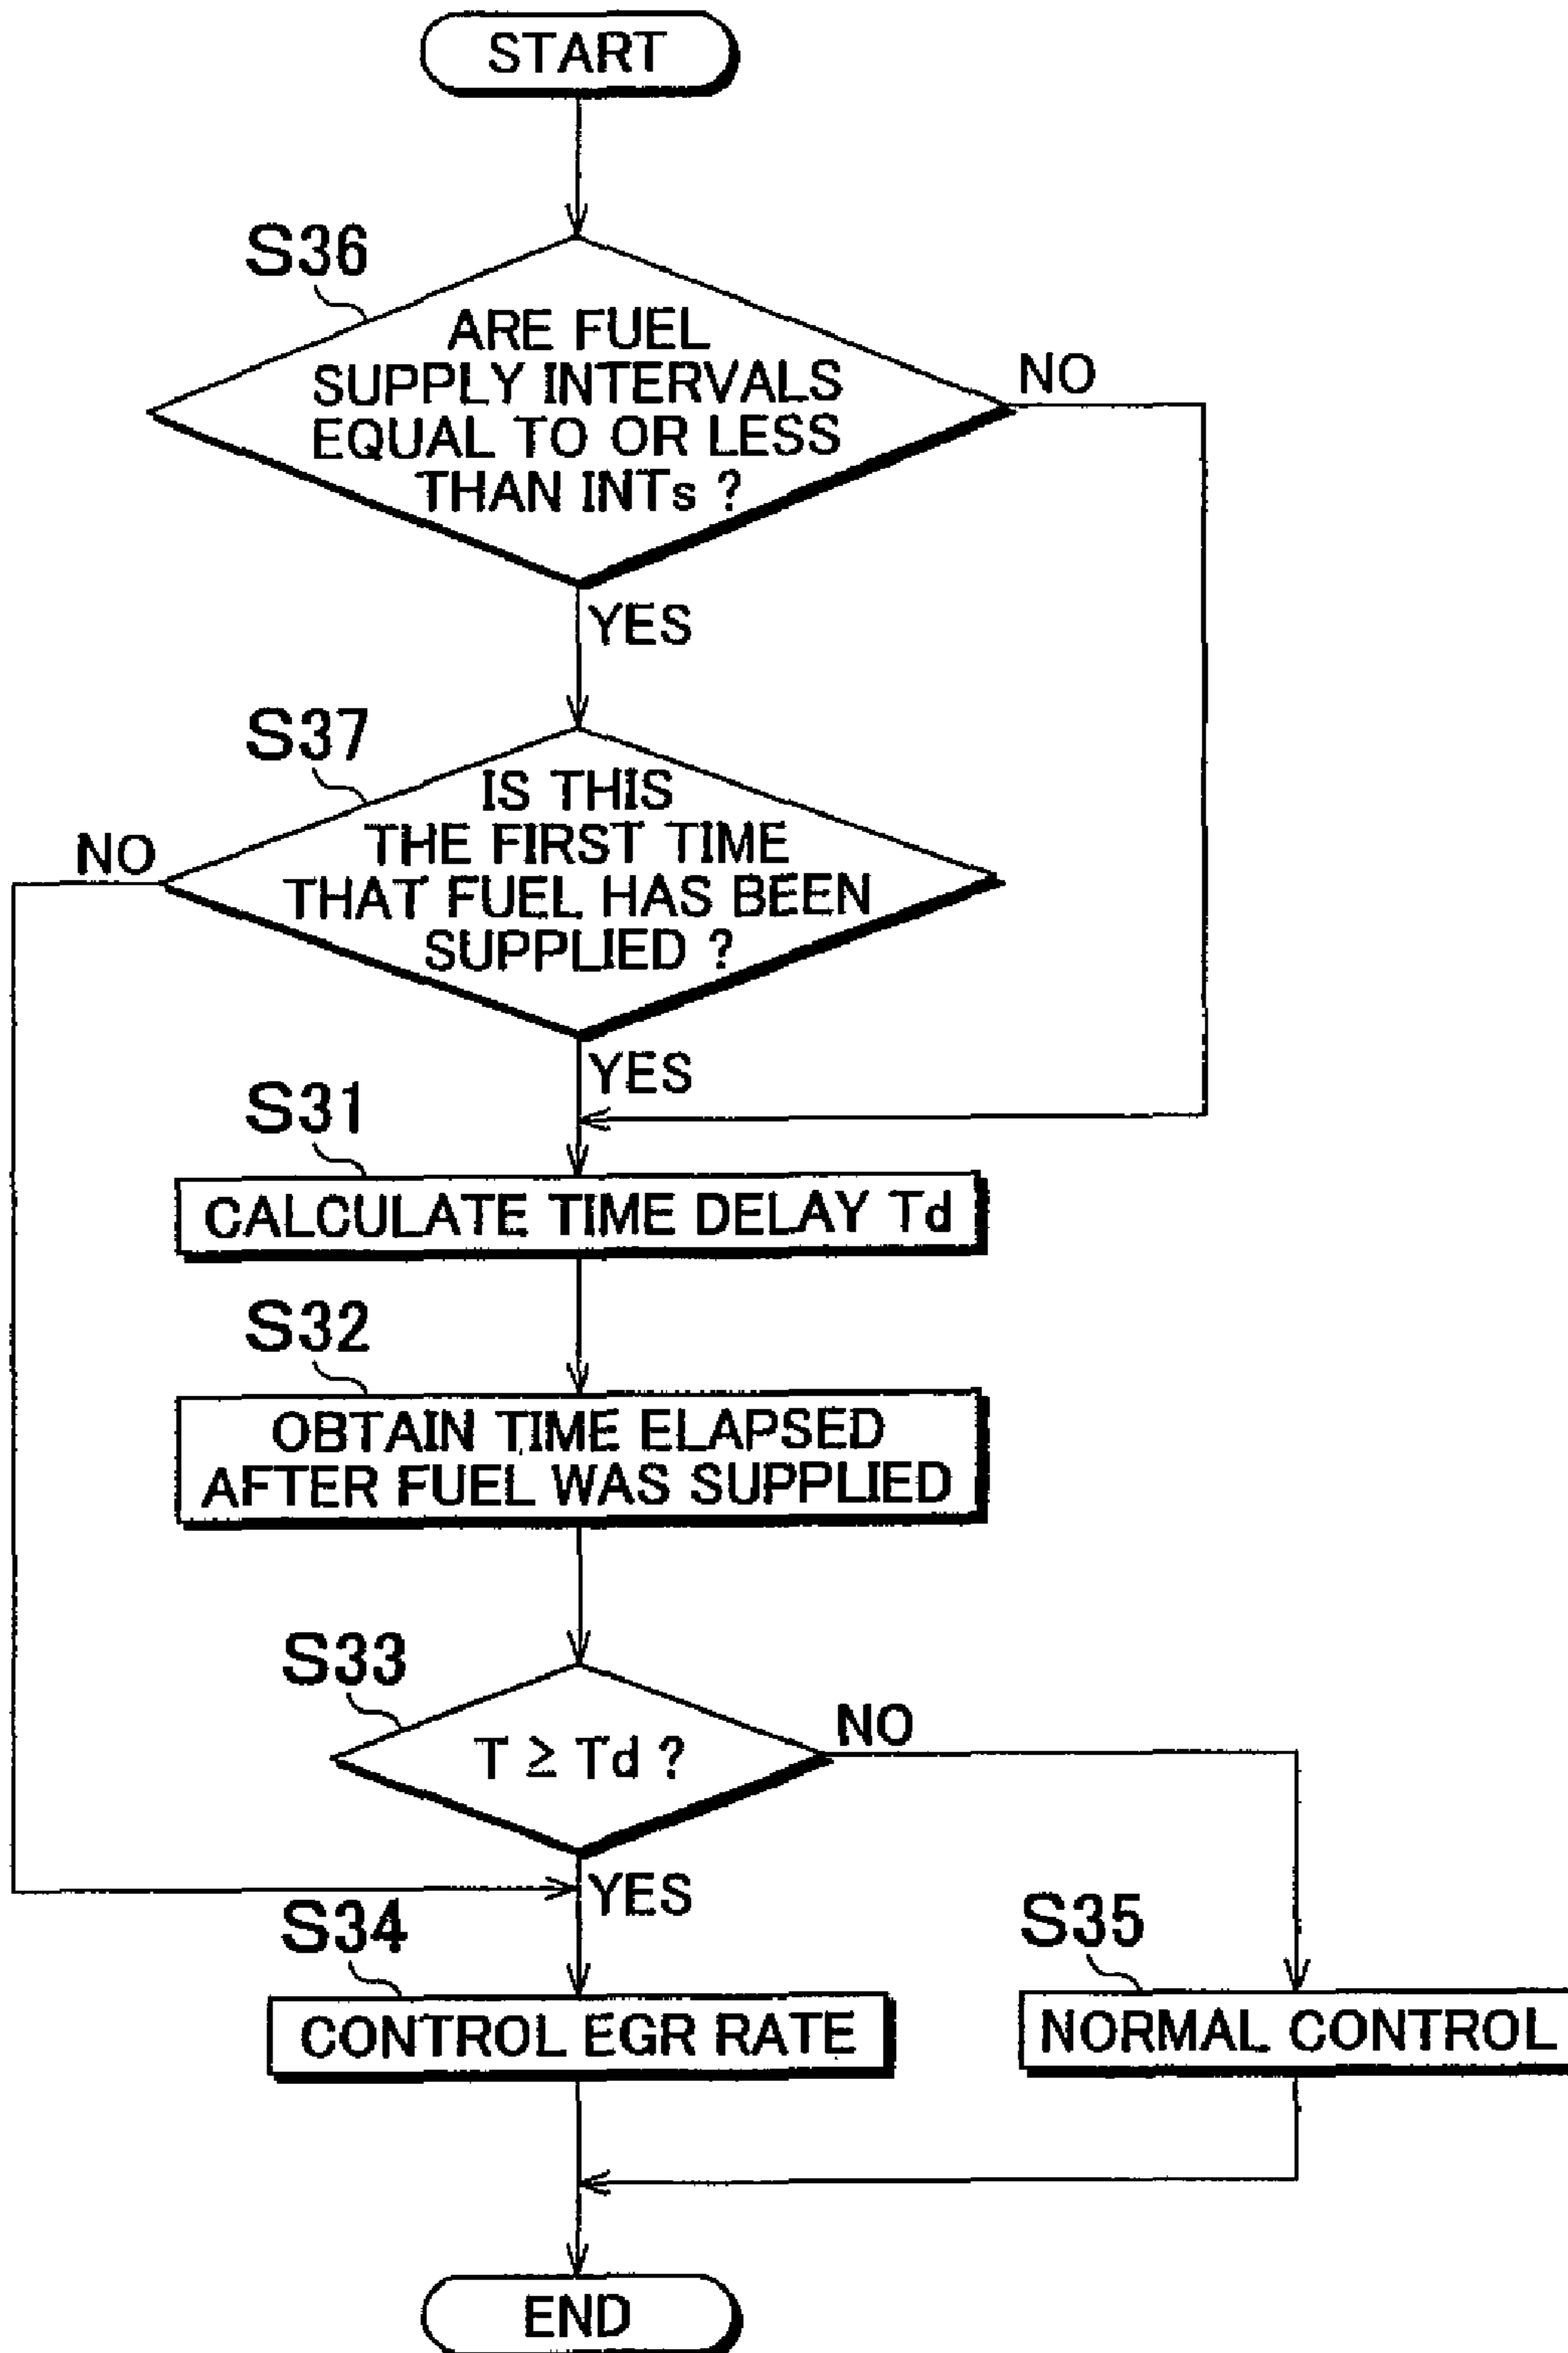 START
S36
ARE FUEL
SUPPLY INTERVALS
EQUAL TO OR LESS
THAN INTs ?
NO
YES
S37
IS THIS
THE FIRST TIME
THAT FUEL HAS BEEN
SUPPLIED ?
NO
YES
S31
CALCULATE TIME DELAY Td
S32
OBTAIN TIME ELAPSED
AFTER FUEL WAS SUPPLIED
S33
T ≥ Td ?
NO
YES
S34
CONTROL EGR RATE
S35
NORMAL CONTROL
END